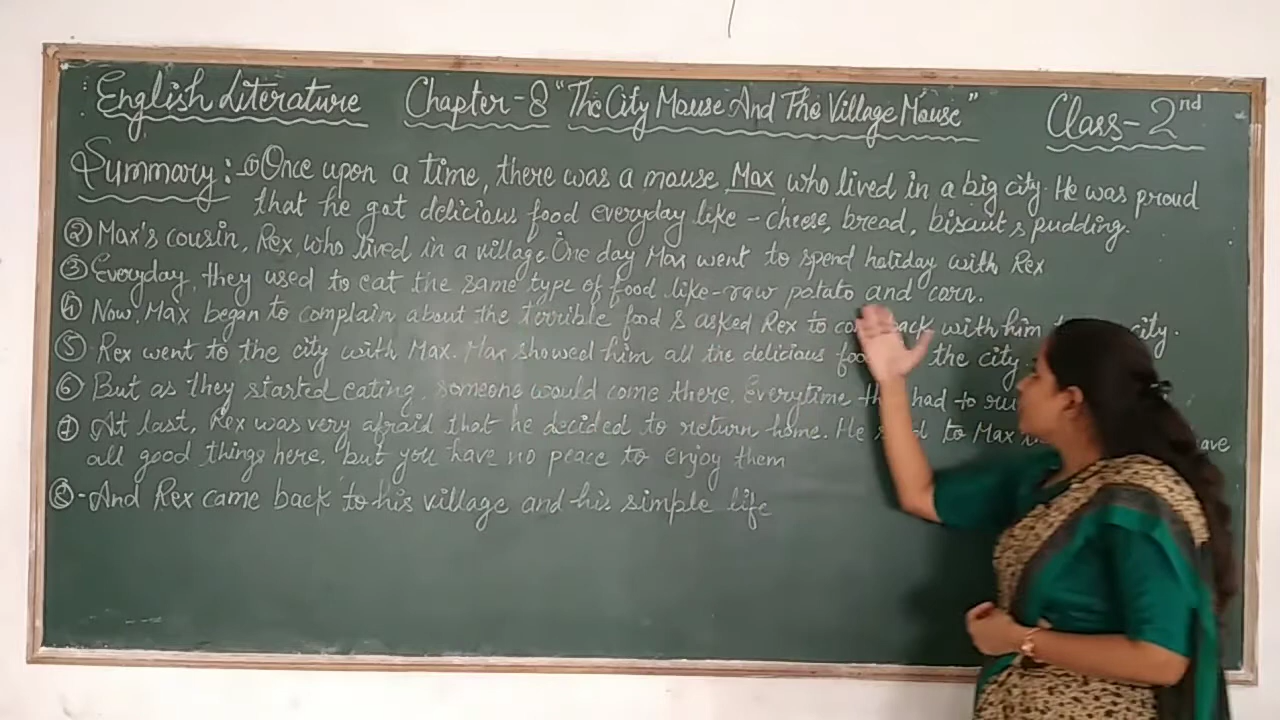 English Literature Chapter-8 "The City Mouse And The Village Mouse" Class-2nd
Summary:- ① Once upon a time, there was a mouse Max, who lived in a big city. He was proud
that he got delicious food everyday like - cheese, bread, biscuit & pudding.
② Max's cousin, Rex, who lived in a village. One day Max went to spend holiday with Rex
③ Everyday, they used to eat the same type of food like-raw potato and corn.
④ Now, Max began to complain about the terrible food & asked Rex to back with him city.
⑤ Rex went to the city with Max. Max showed him all the delicious the city
⑥ But as they started eating, someone would come there. Everytime had to
⑦ At last, Rex was very afraid that he decided to return home. He to Max
all good things here, but you have no peace to enjoy them
⑧ - And Rex came back to his village and his simple life